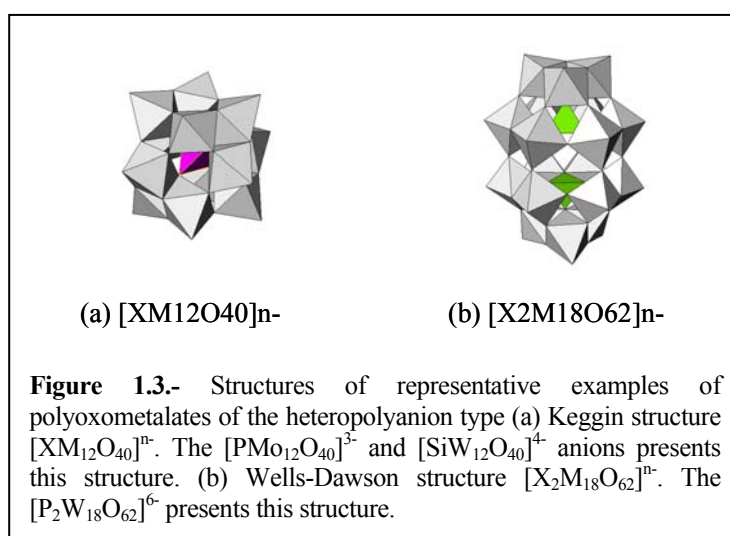 (a) [XM12O40]n- (b) [X2M18O62]n-
Figure 1.3.- Structures of representative examples of
polyoxometalates of the heteropolyanion type (a) Keggin structure
[XM₁₂O₄₀]ⁿ⁻. The [PMo₁₂O₄₀]³⁻ and [SiW₁₂O₄₀]⁴⁻ anions presents
this structure. (b) Wells-Dawson structure [X₂M₁₈O₆₂]ⁿ⁻. The
[P₂W₁₈O₆₂]⁶⁻ presents this structure.